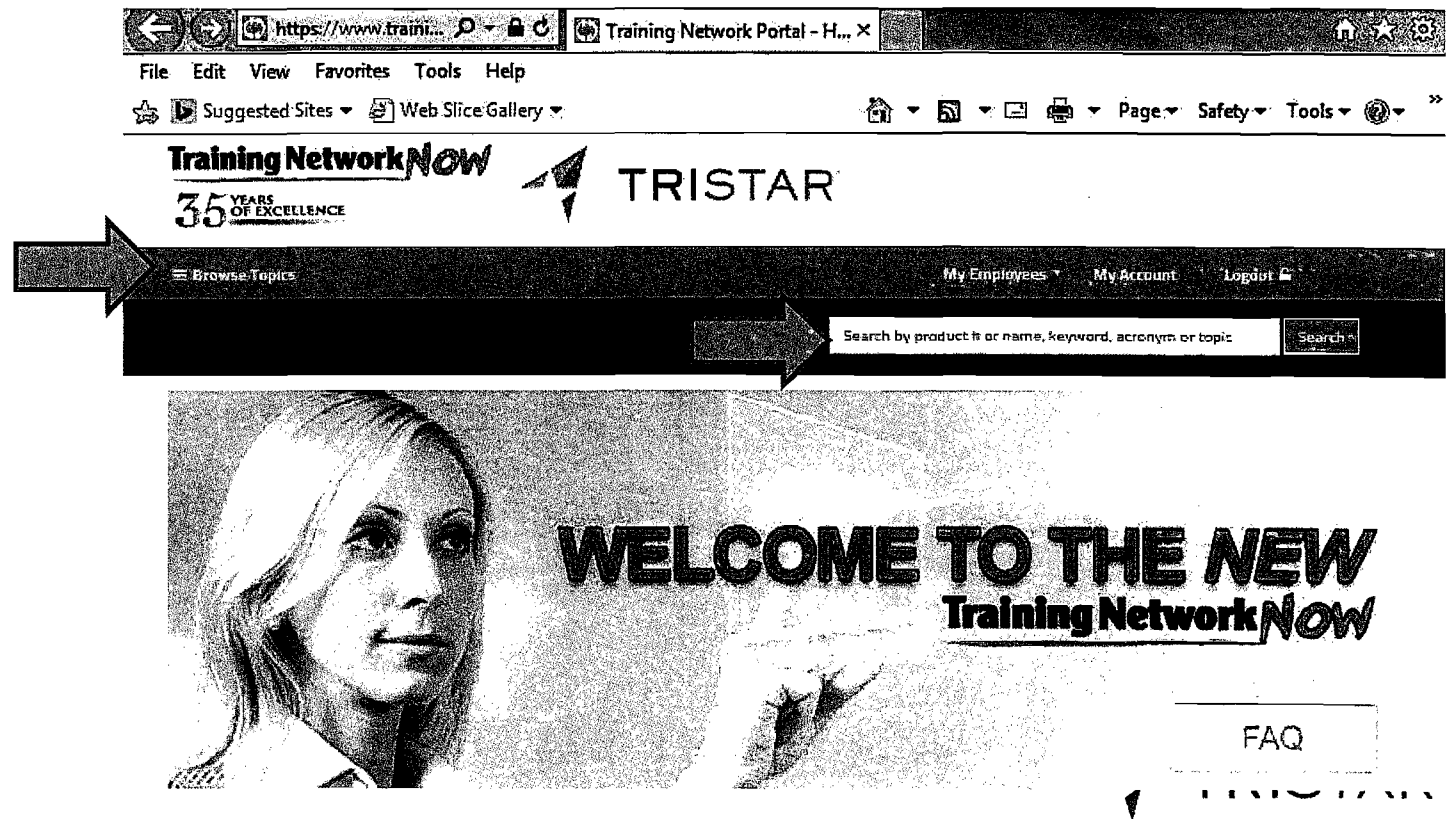 https://www.traini... Training Network Portal - H... ×
File Edit View Favorites Tools Help
Suggested Sites Web Slice Gallery Page Safety Tools »
Training Network NOW
35 YEARS OF EXCELLENCE
TRISTAR
Browse Topics My Employees My Account Logout
Search by product # or name, keyword, acronym or topic Search
WELCOME TO THE NEW
Training Network NOW
FAQ
TRISTAR